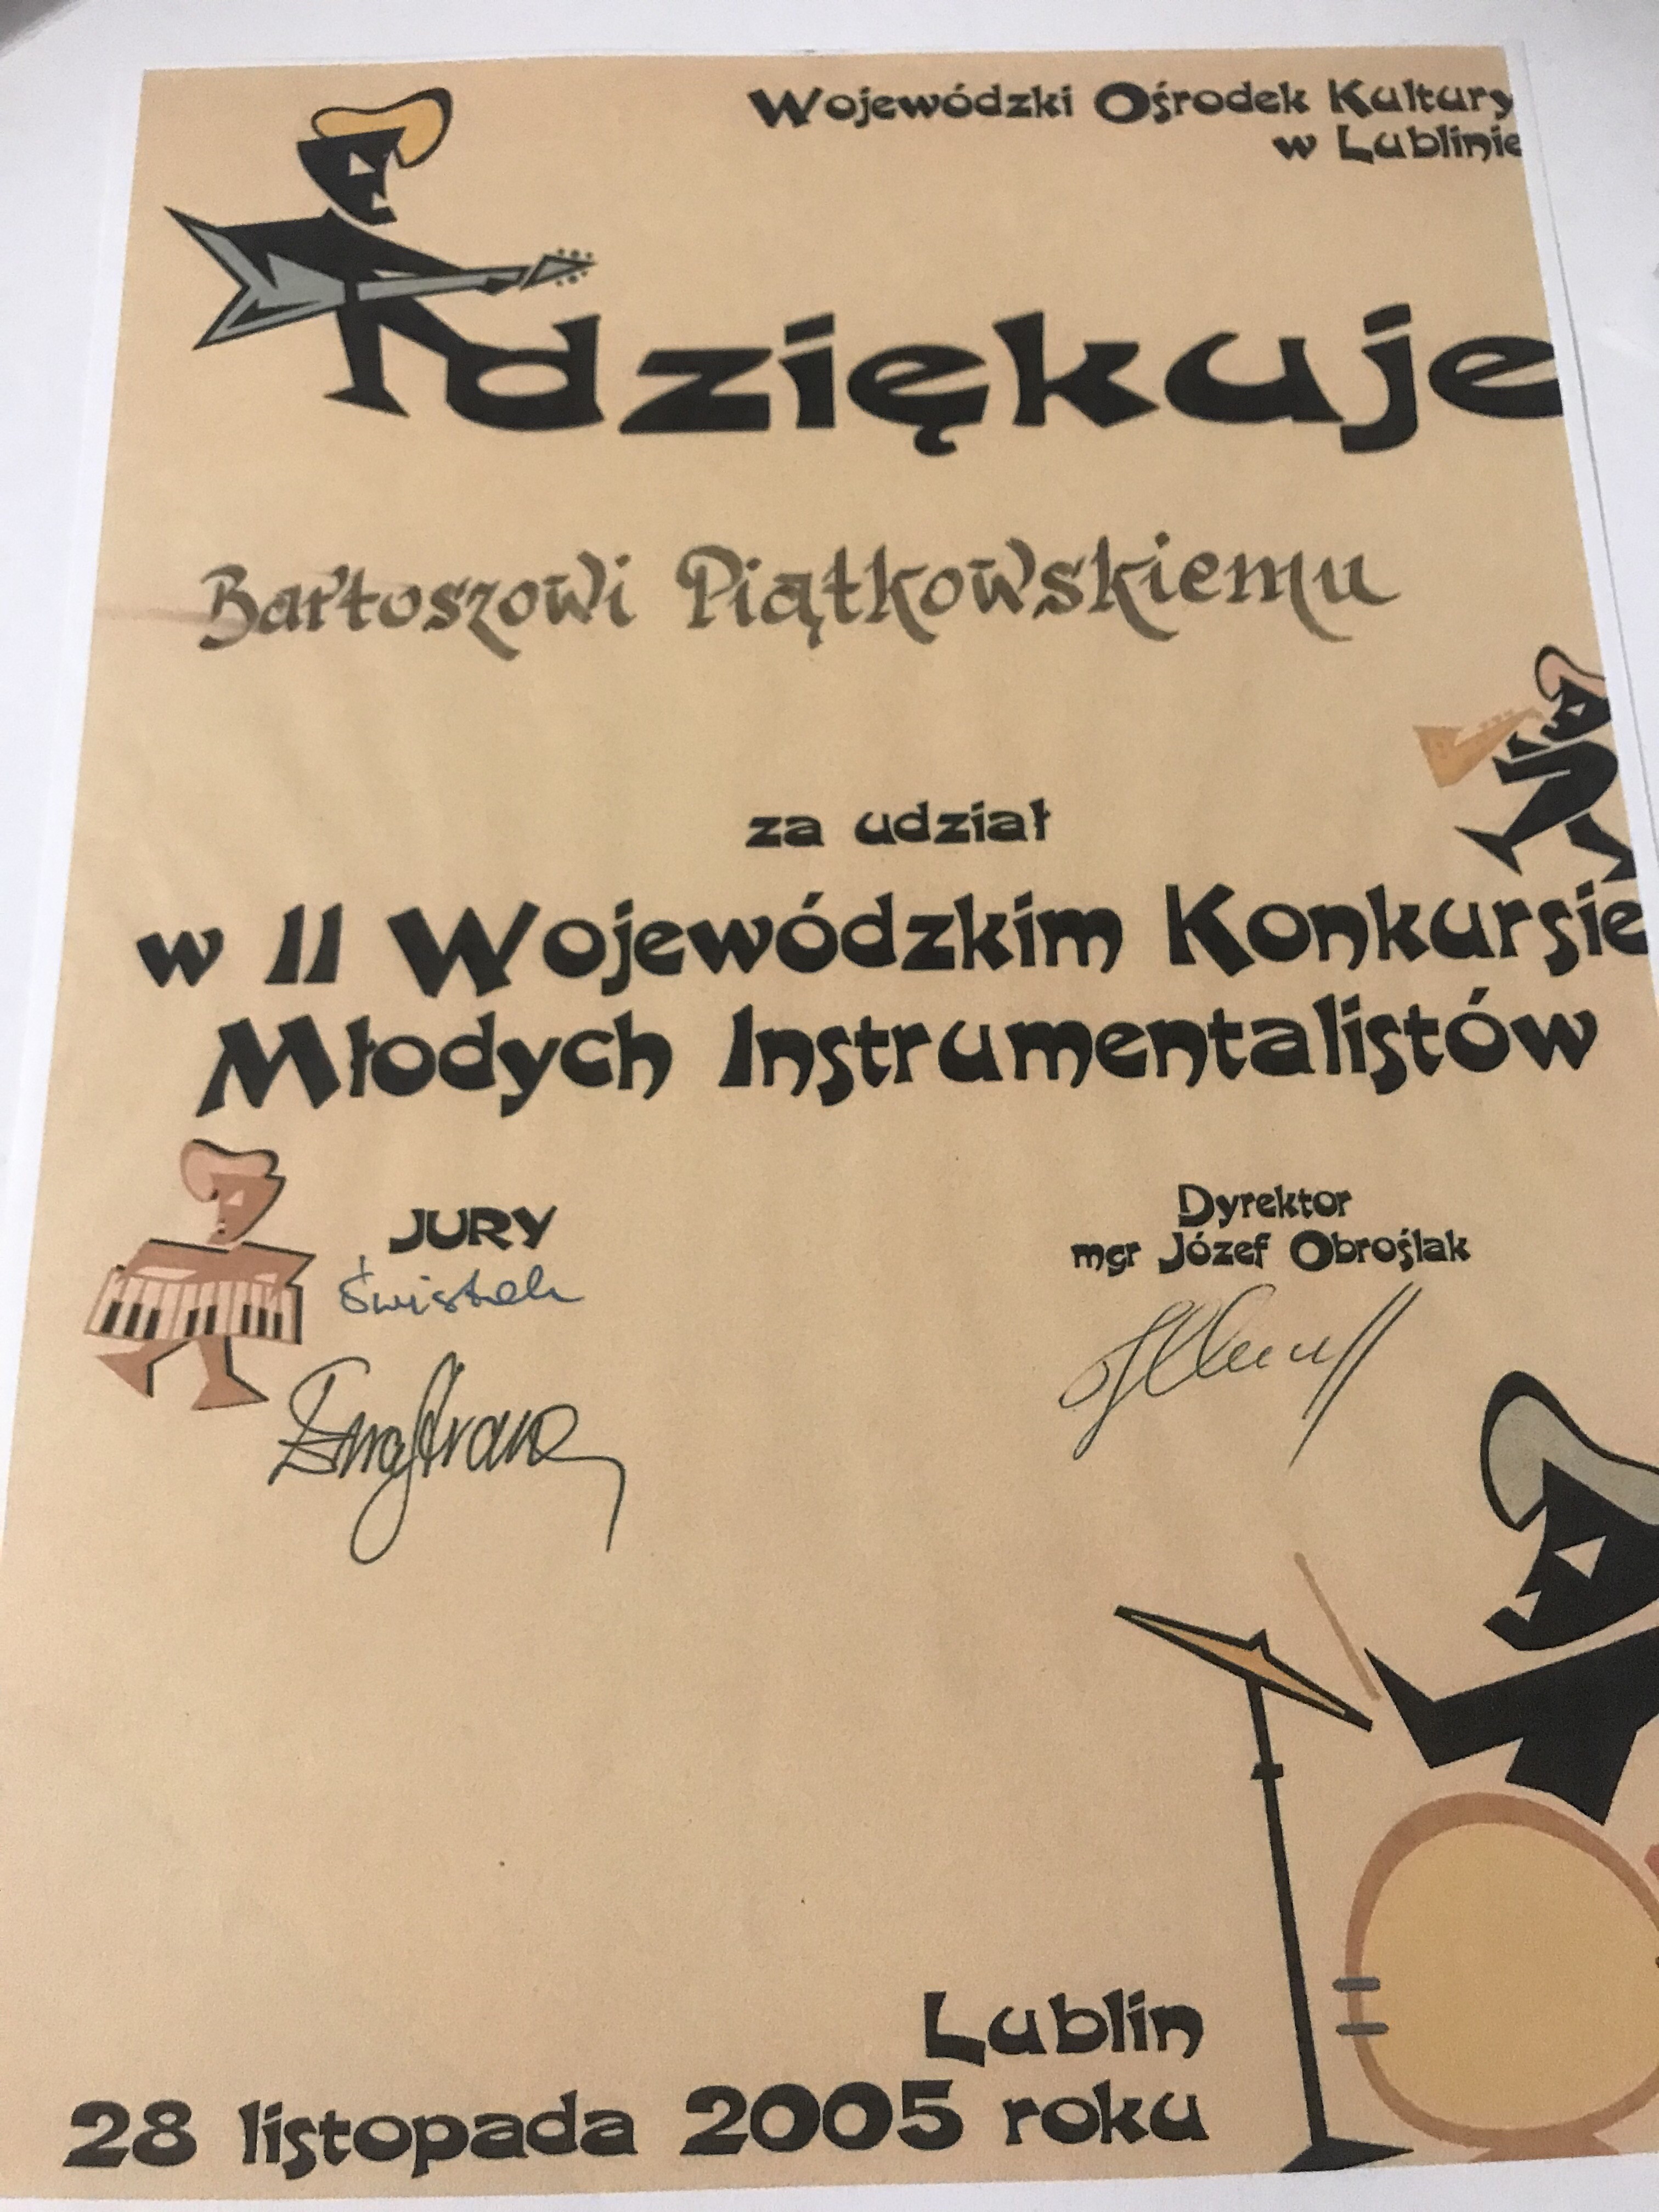 Wojewódzki Ośrodek Kultury
w Lublinie
dziękuje
Bartoszowi Piątkowskiemu
za udział
w II Wojewódzkim Konkursie
Młodych Instrumentalistów
JURY
Dyrektor
mgr Józef Obroślak
Lublin
28 listopada 2005 roku